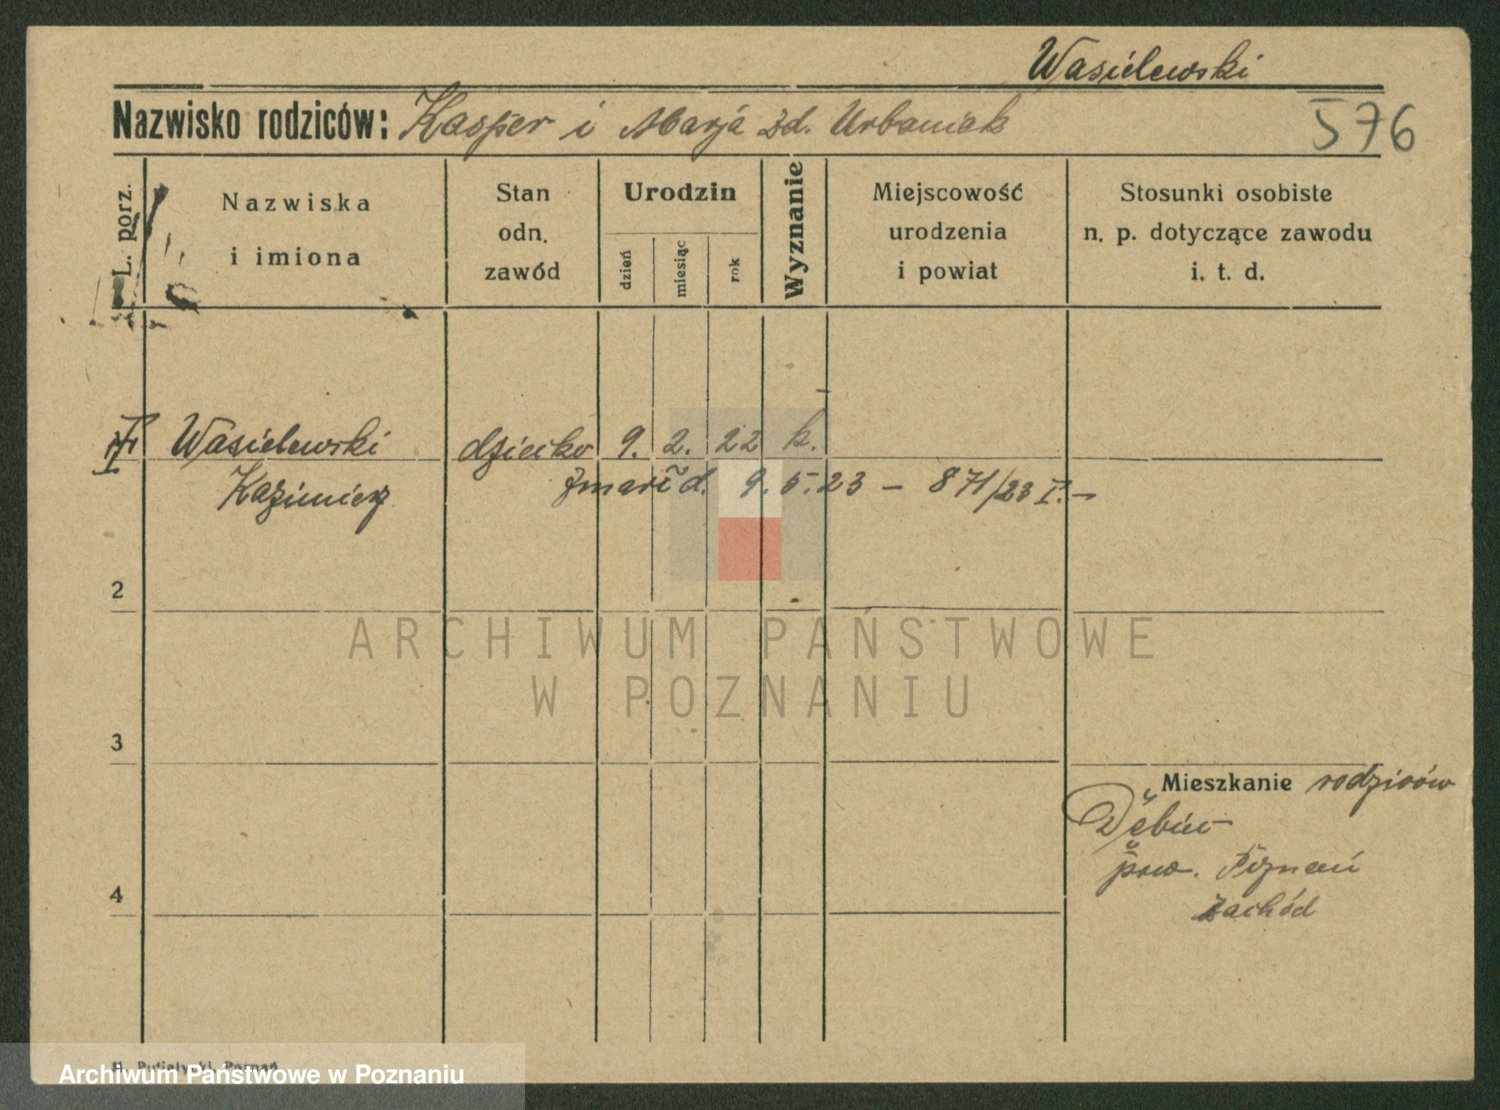 Wasielewski
Nazwisko rodziców: Kasper i Marja zd. Urbaniak
576
L. porz.
Nazwiska
i imiona
Stan
odn.
zawód
Urodzin
dzień
miesiąc
rok
Wyznanie
Miejscowość
urodzenia
i powiat
Stosunki osobiste
n. p. dotyczące zawodu
i. t. d.
Wasielewski dziecko 9. 2. 22 k.
Kazimierz zmarł d. 9.5.23 – 871/23 I. –
2
ARCHIWUM PAŃSTWOWE
W POZNANIU
3
Mieszkanie rodziców
Dębiec
pow. Poznań
zachód
4
Poznań
Archiwum Państwowe w Poznaniu